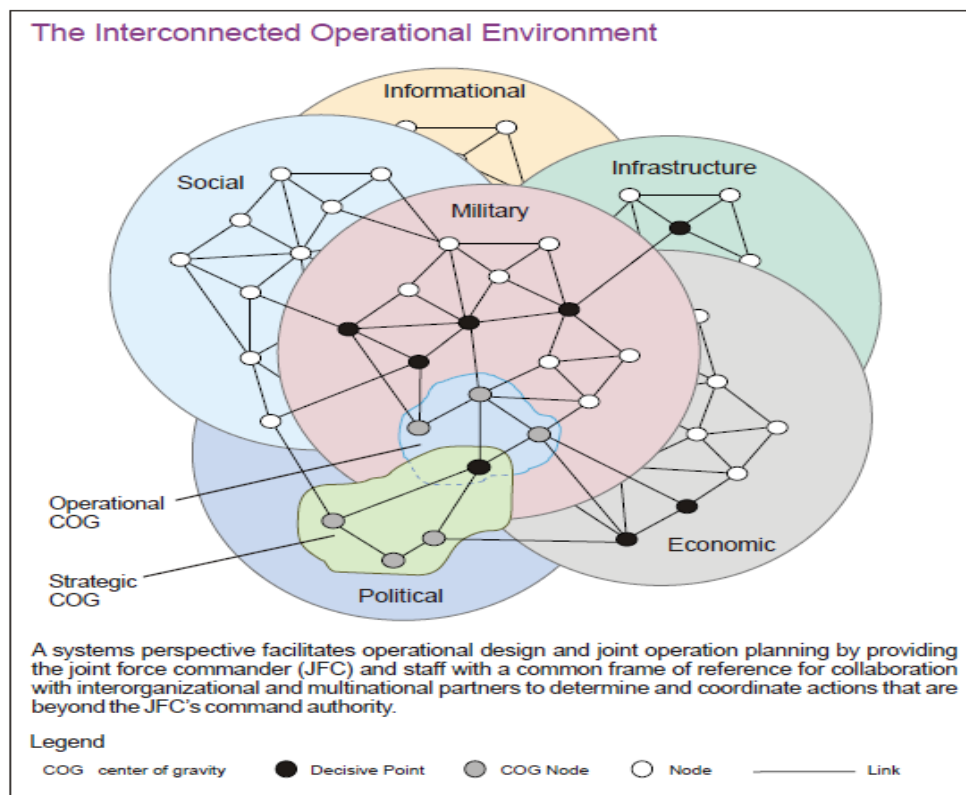 The Interconnected Operational Environment
Informational
Infrastructure
Social
Military
Operational
COG
Strategic
COG
Economic
Political
A systems perspective facilitates operational design and joint operation planning by providing
the joint force commander (JFC) and staff with a common frame of reference for collaboration
with interorganizational and multinational partners to determine and coordinate actions that are
beyond the JFC's command authority.
Legend
COG center of gravity Decisive Point COG Node Node Link